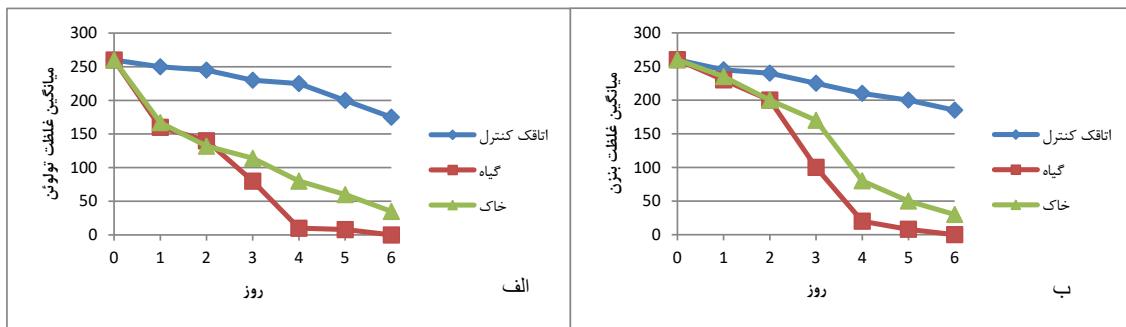 میانگین غلظت تولوئن
300
250
200
150
100
50
0
0 1 2 3 4 5 6
روز
اتاقک کنترل
گیاه
خاک
الف
میانگین غلظت بنزن
300
250
200
150
100
50
0
0 1 2 3 4 5 6
روز
اتاقک کنترل
گیاه
خاک
ب